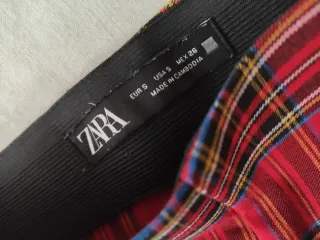 ZARA
EUR S USA S MEX 26
MADE IN CAMBODIA